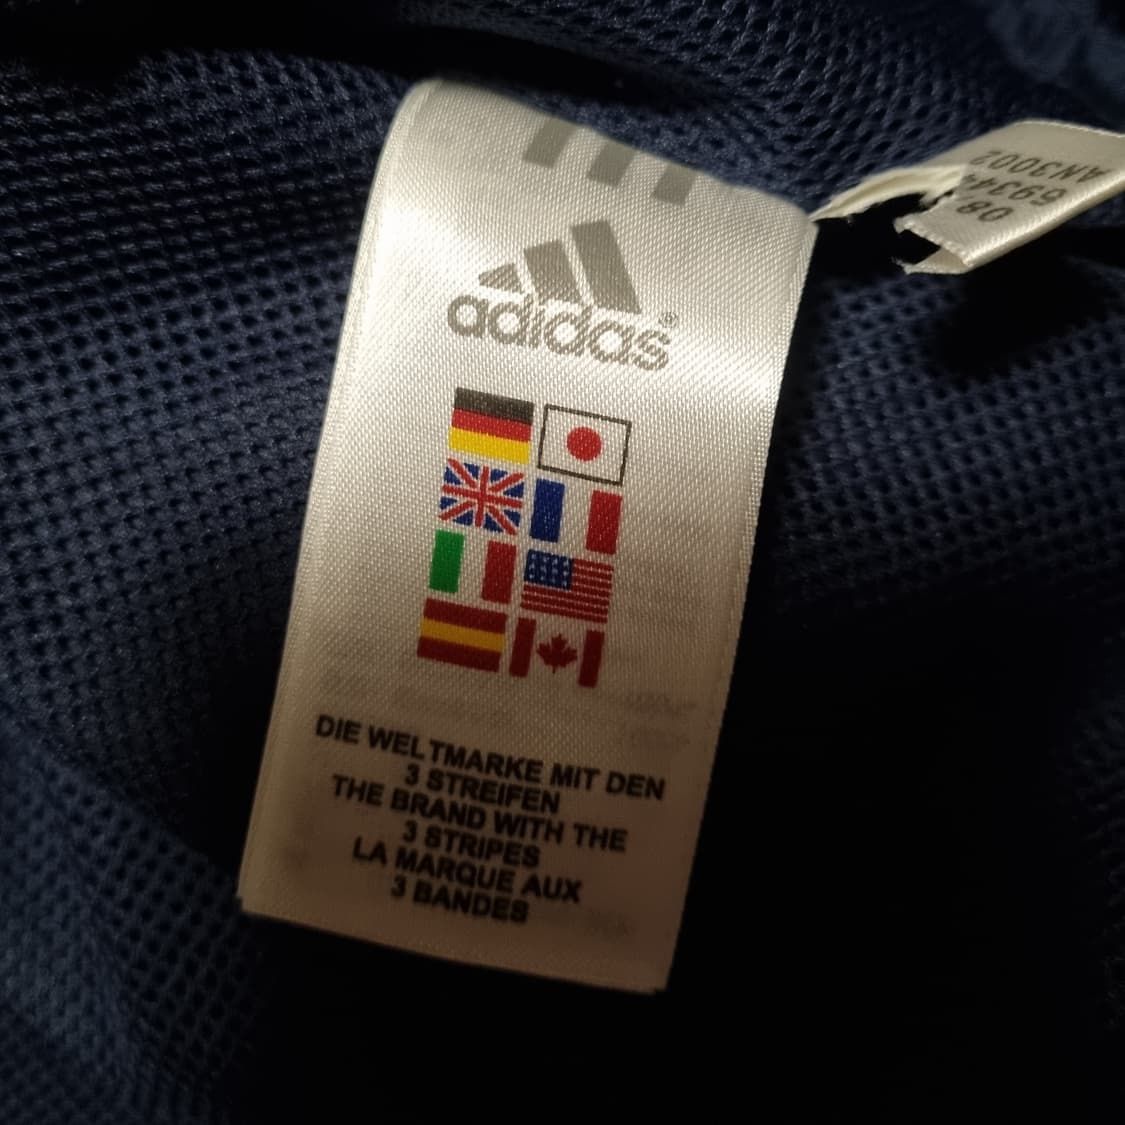 adidas®
DIE WELTMARKE MIT DEN
3 STREIFEN
THE BRAND WITH THE
3 STRIPES
LA MARQUE AUX
3 BANDES
AN3002